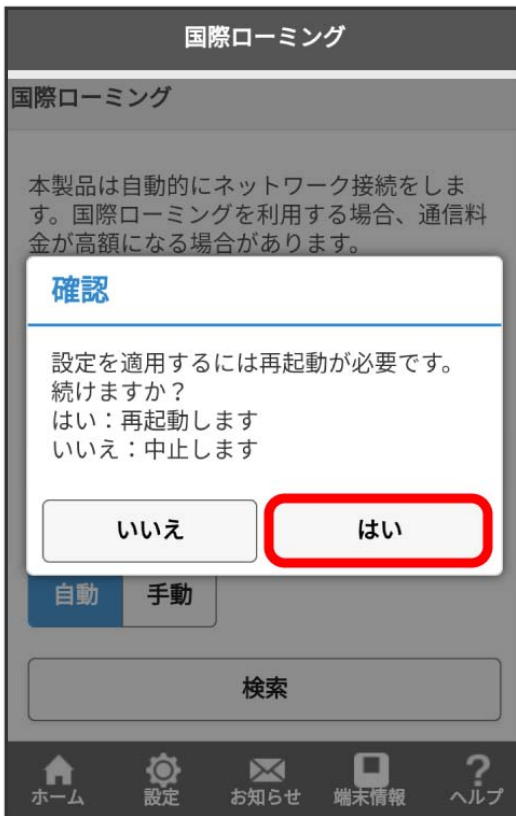 国際ローミング
国際ローミング
本製品は自動的にネットワーク接続をしま
す。国際ローミングを利用する場合、通信料
金が高額になる場合があります。
確認
設定を適用するには再起動が必要です。
続けますか?
はい:再起動します
いいえ:中止します
いいえ はい
自動 手動
検索
ホーム 設定 お知らせ 端末情報 ヘルプ